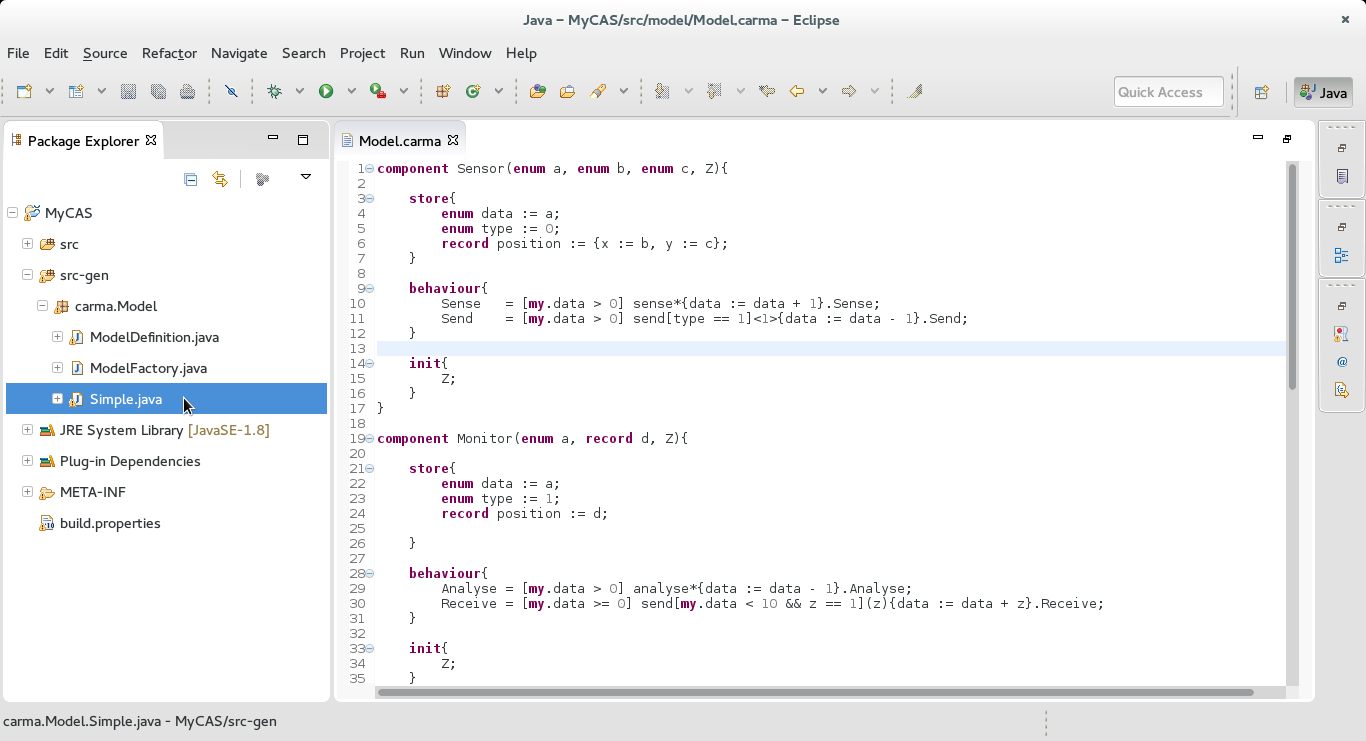 Java – MyCAS/src/model/Model.carma – Eclipse
File Edit Source Refactor Navigate Search Project Run Window Help
Quick Access
Java
Package Explorer
MyCAS
src
src-gen
carma.Model
ModelDefinition.java
ModelFactory.java
Simple.java
JRE System Library [JavaSE-1.8]
Plug-in Dependencies
META-INF
build.properties
Model.carma
1 component Sensor(enum a, enum b, enum c, Z){
2
3     store{
4         enum data := a;
5         enum type := 0;
6         record position := {x := b, y := c};
7     }
8
9     behaviour{
10         Sense   = [my.data > 0] sense*{data := data + 1}.Sense;
11         Send    = [my.data > 0] send[type == 1]<1>{data := data - 1}.Send;
12     }
13
14     init{
15         Z;
16     }
17 }
18
19 component Monitor(enum a, record d, Z){
20
21     store{
22         enum data := a;
23         enum type := 1;
24         record position := d;
25
26     }
27
28     behaviour{
29         Analyse = [my.data > 0] analyse*{data := data - 1}.Analyse;
30         Receive = [my.data >= 0] send[my.data < 10 && z == 1](z){data := data + z}.Receive;
31     }
32
33     init{
34         Z;
35     }
carma.Model.Simple.java - MyCAS/src-gen